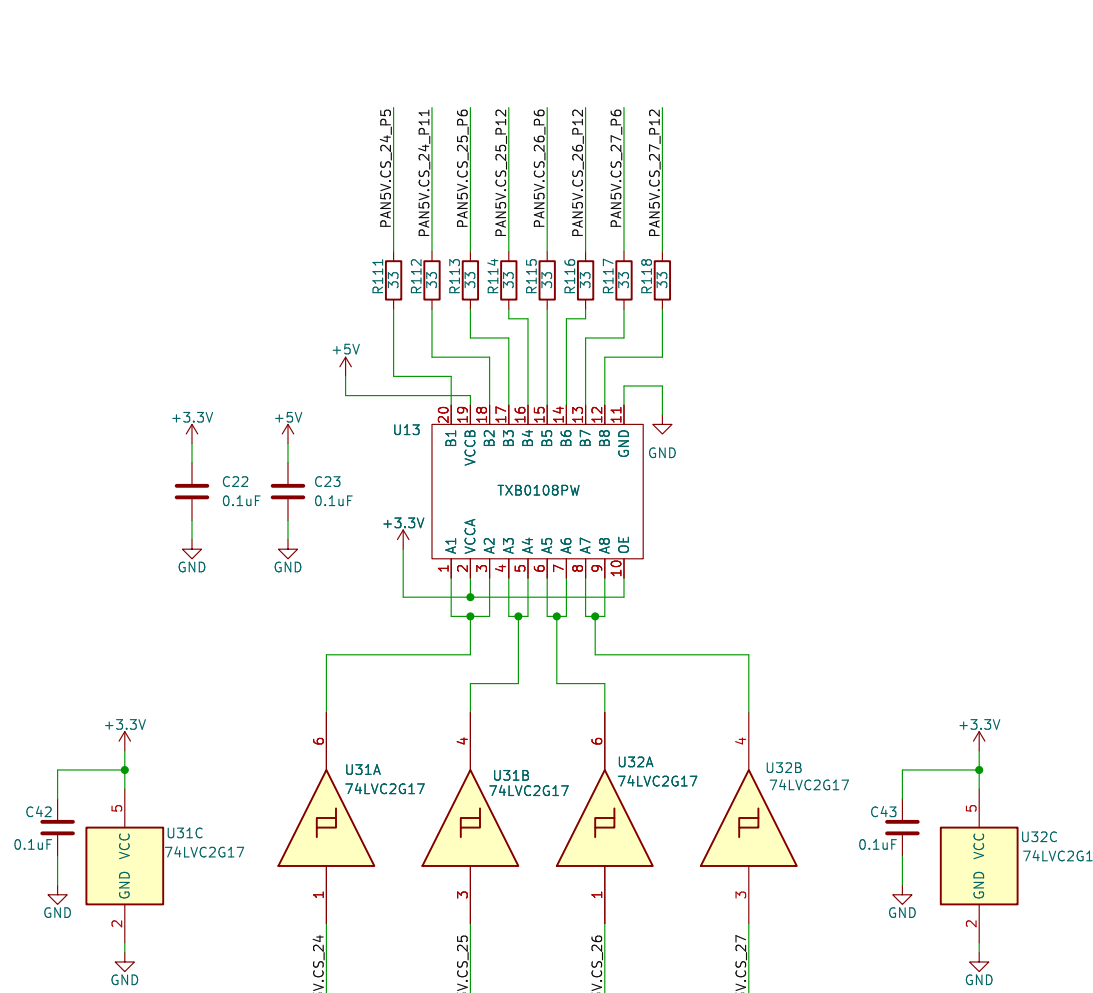 PAN5V.CS_24_P5
PAN5V.CS_24_P11
PAN5V.CS_25_P6
PAN5V.CS_25_P12
PAN5V.CS_26_P6
PAN5V.CS_26_P12
PAN5V.CS_27_P6
PAN5V.CS_27_P12
R111
33
R112
33
R113
33
R114
33
R115
33
R116
33
R117
33
R118
33
+5V
20
19
18
17
16
15
14
13
12
11
+3.3V
+5V
U13
B1
VCCB
B2
B3
B4
B5
B6
B7
B8
GND
GND
C22
0.1uF
C23
0.1uF
TXB0108PW
+3.3V
A1
VCCA
A2
A3
A4
A5
A6
A7
A8
OE
GND
GND
1
2
3
4
5
6
7
8
9
10
+3.3V
+3.3V
6
4
6
4
U31A
74LVC2G17
U31B
74LVC2G17
U32A
74LVC2G17
U32B
74LVC2G17
C42
0.1uF
5
VCC
GND
U31C
74LVC2G17
2
GND
GND
C43
0.1uF
5
VCC
GND
U32C
74LVC2G1
2
GND
GND
1
3
1
3
V.CS_24
V.CS_25
V.CS_26
V.CS_27